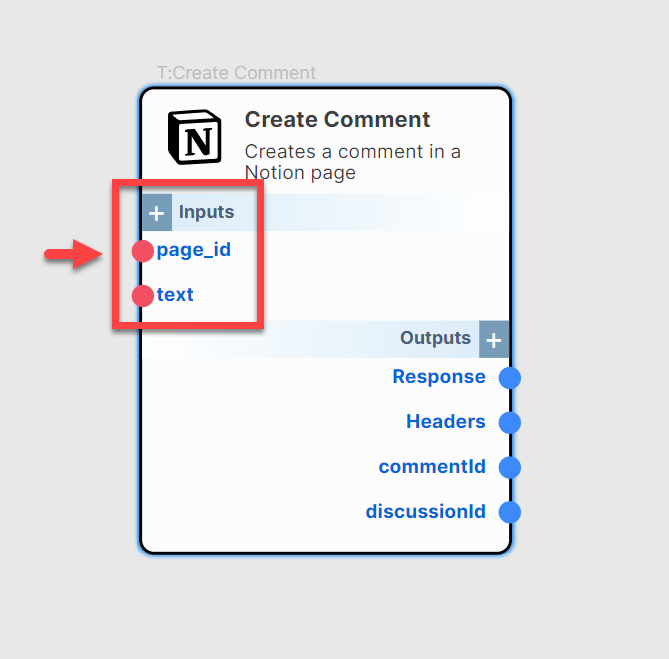 T:Create Comment
N
Create Comment
Creates a comment in a
Notion page
+ Inputs
page_id
text
Outputs +
Response
Headers
commentId
discussionId